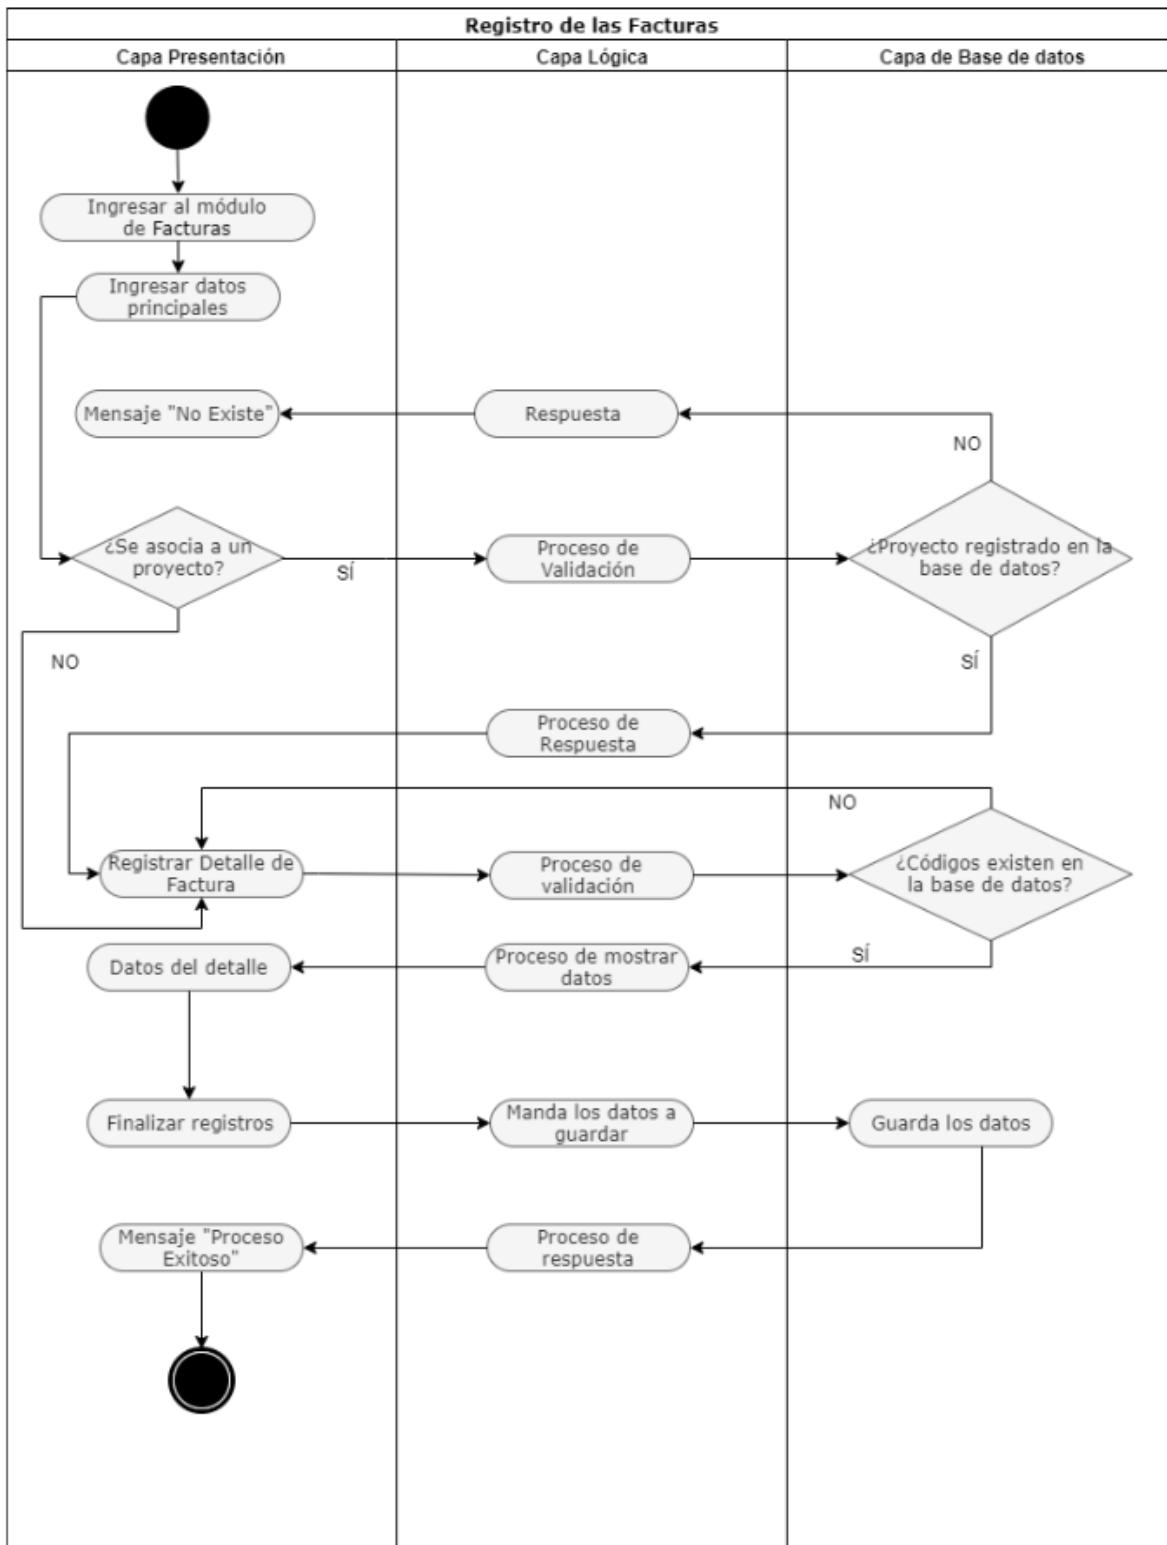 Registro de las Facturas
Capa Presentación
Capa Lógica
Capa de Base de datos
Ingresar al módulo
de Facturas
Ingresar datos
principales
Mensaje "No Existe"
Respuesta
NO
¿Se asocia a un
proyecto?
SÍ
Proceso de
Validación
¿Proyecto registrado en la
base de datos?
NO
SÍ
Proceso de
Respuesta
NO
Registrar Detalle de
Factura
Proceso de
validación
¿Códigos existen en
la base de datos?
Datos del detalle
Proceso de mostrar
datos
SÍ
Finalizar registros
Manda los datos a
guardar
Guarda los datos
Mensaje "Proceso
Exitoso"
Proceso de
respuesta